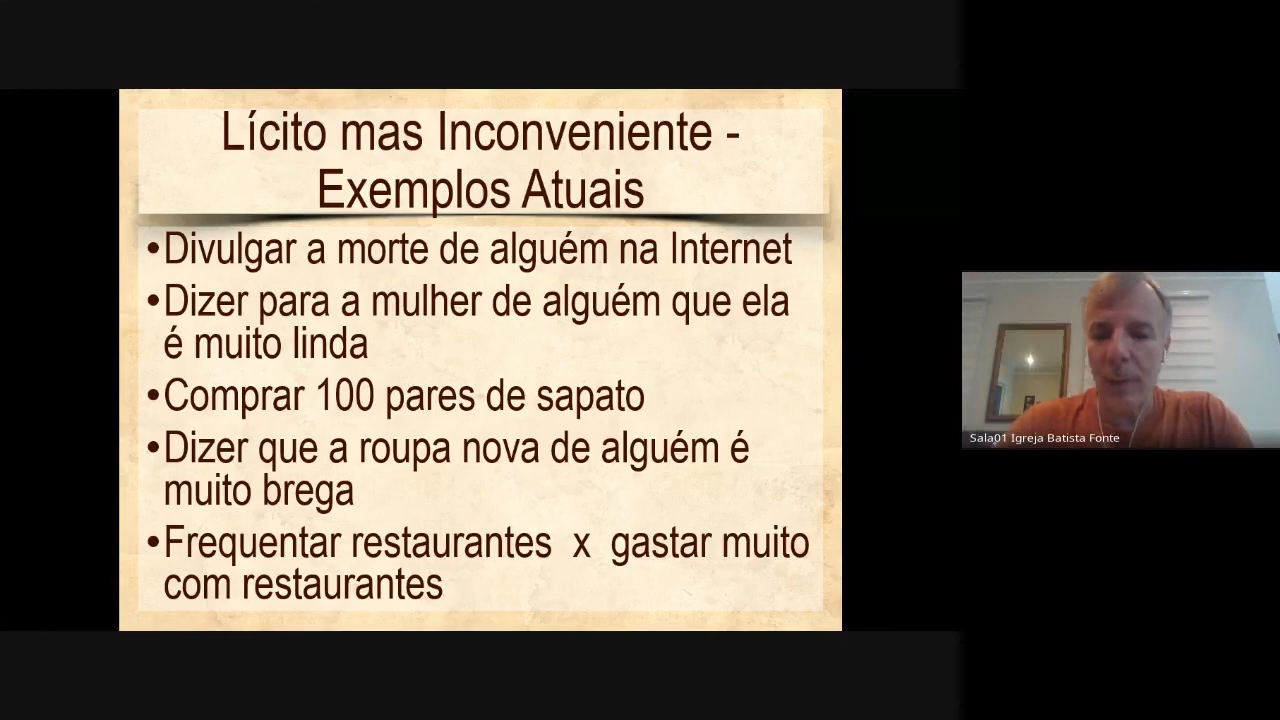 Lícito mas Inconveniente -
Exemplos Atuais
•Divulgar a morte de alguém na Internet
•Dizer para a mulher de alguém que ela
é muito linda
•Comprar 100 pares de sapato
•Dizer que a roupa nova de alguém é
muito brega
•Frequentar restaurantes x gastar muito
com restaurantes
Sala01 Igreja Batista Fonte